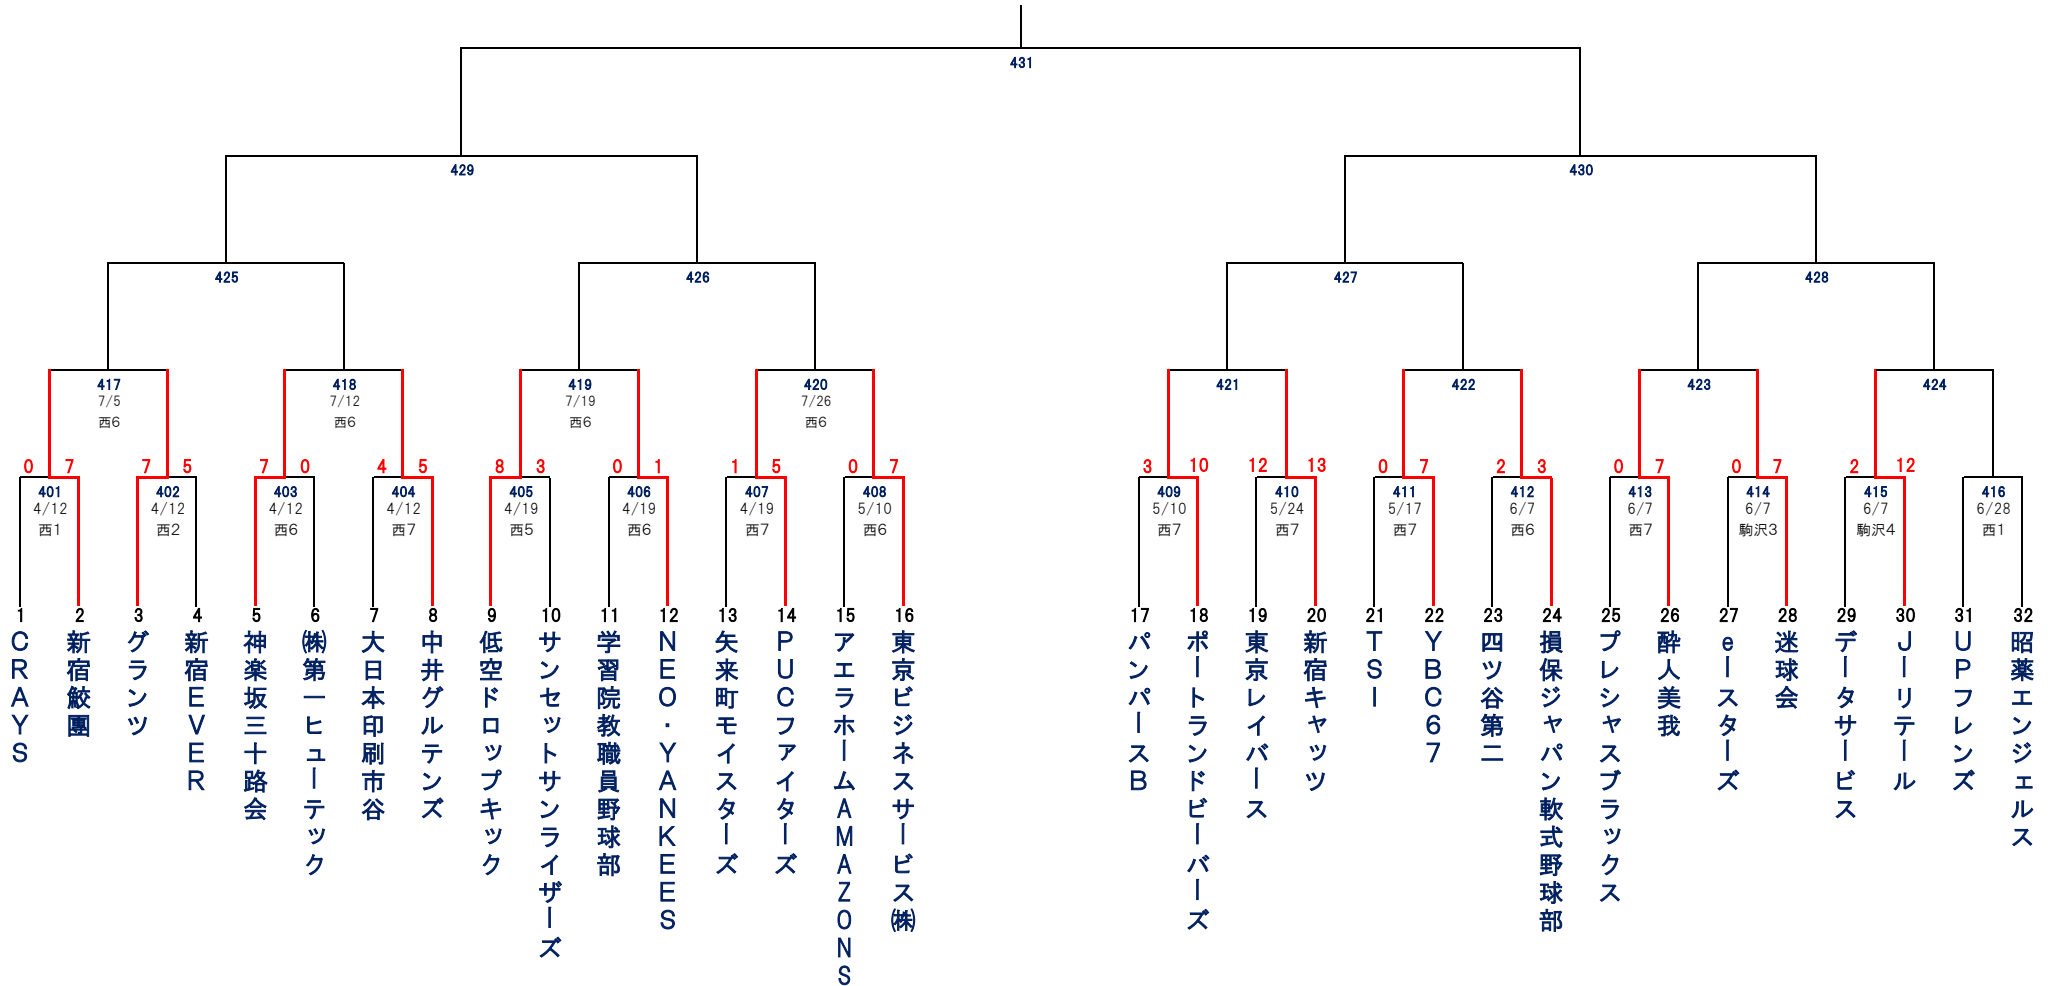 431
429
430
425
426
427
428
417
7/5
西6
418
7/12
西6
419
7/19
西6
420
7/26
西6
421
422
423
424
0 7
7 5
7 0
4 5
8 3
0 1
1 5
0 7
3 10
12 13
0 7
2 3
0 7
0 7
2 12
401
4/12
西1
402
4/12
西2
403
4/12
西6
404
4/12
西7
405
4/19
西5
406
4/19
西6
407
4/19
西7
408
5/10
西6
409
5/10
西7
410
5/24
西7
411
5/17
西7
412
6/7
西6
413
6/7
西7
414
6/7
駒沢3
415
6/7
駒沢4
416
6/28
西1
1
CRAYS
2
新宿鮫團
3
グランツ
4
新宿EVER
5
神楽坂三十路会
6
㈱第一ヒューテック
7
大日本印刷市谷
8
中井グルテンズ
9
低空ドロップキック
10
サンセットサンライザーズ
11
学習院教職員野球部
12
NEO・YANKEES
13
矢来町モイスターズ
14
PUCファイターズ
15
アエラホームAMAZONS
16
東京ビジネスサービス㈱
17
パンパースB
18
ポートランドビーバーズ
19
東京レイバース
20
新宿キャッツ
21
TSI
22
YBC67
23
四ツ谷第二
24
損保ジャパン軟式野球部
25
プレシャスブラックス
26
酔人美我
27
eースターズ
28
迷球会
29
データサービス
30
Jーリテール
31
UPフレンズ
32
昭薬エンジェルス